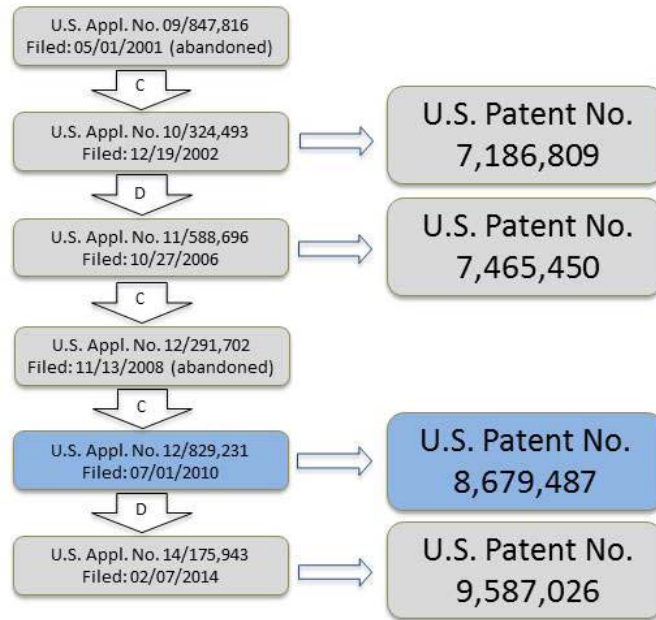 U.S. Appl. No. 09/847,816
Filed: 05/01/2001 (abandoned)
C
U.S. Appl. No. 10/324,493
Filed: 12/19/2002
U.S. Patent No.
7,186,809
D
U.S. Appl. No. 11/588,696
Filed: 10/27/2006
U.S. Patent No.
7,465,450
C
U.S. Appl. No. 12/291,702
Filed: 11/13/2008 (abandoned)
C
U.S. Appl. No. 12/829,231
Filed: 07/01/2010
U.S. Patent No.
8,679,487
D
U.S. Appl. No. 14/175,943
Filed: 02/07/2014
U.S. Patent No.
9,587,026